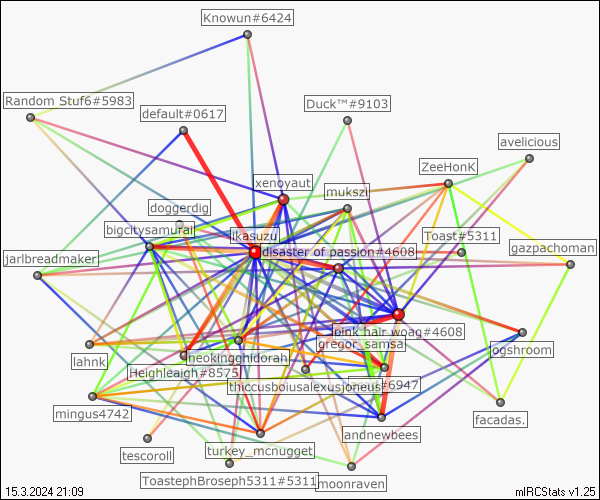 Knowun#6424
Random Stuf6#5983
default#0617
Duck™#9103
avelicious
ZeeHonK
xenoyaut
mukszi
doggerdig
bigcitysamurai
ikasuzu
Toast#5311
disaster of passion#4608
gazpachoman
jarlbreadmaker
pink hair woag#4608
gregor_samsa
ogshroom
lahnk
neokingghidorah
Heighleaigh#8575
#6947
mingus4742
facadas.
andnewbees
turkey_mcnugget
tescoroll
ToastephBroseph5311#5311
moonraven
15.3.2024 21:09
mIRCStats v1.25